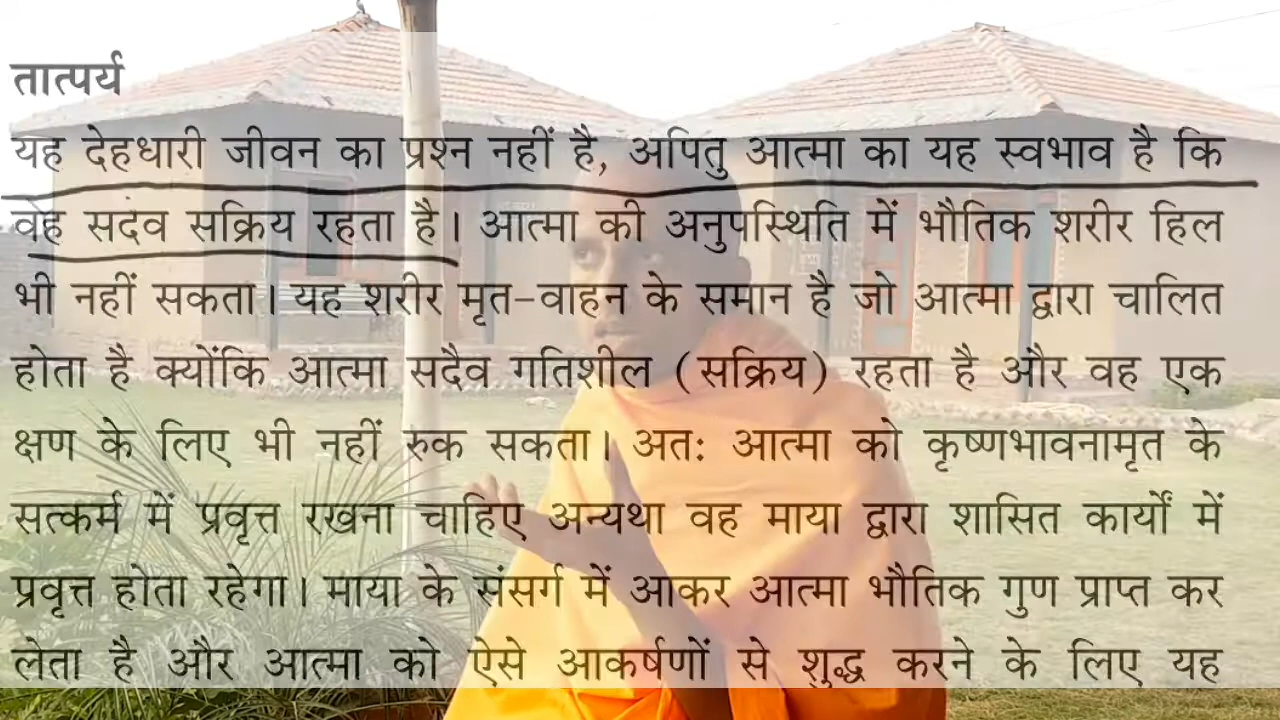 तात्पर्य
यह देहधारी जीवन का प्रश्न नहीं है, अपितु आत्मा का यह स्वभाव है कि
वह सदैव सक्रिय रहता है। आत्मा की अनुपस्थिति में भौतिक शरीर हिल
भी नहीं सकता। यह शरीर मृत-वाहन के समान है जो आत्मा द्वारा चालित
होता है क्योंकि आत्मा सदैव गतिशील (सक्रिय) रहता है और वह एक
क्षण के लिए भी नहीं रुक सकता। अतः आत्मा को कृष्णभावनामृत के
सत्कर्म में प्रवृत्त रखना चाहिए अन्यथा वह माया द्वारा शासित कार्यों में
प्रवृत्त होता रहेगा। माया के संसर्ग में आकर आत्मा भौतिक गुण प्राप्त कर
लेता है और आत्मा को ऐसे आकर्षणों से शुद्ध करने के लिए यह